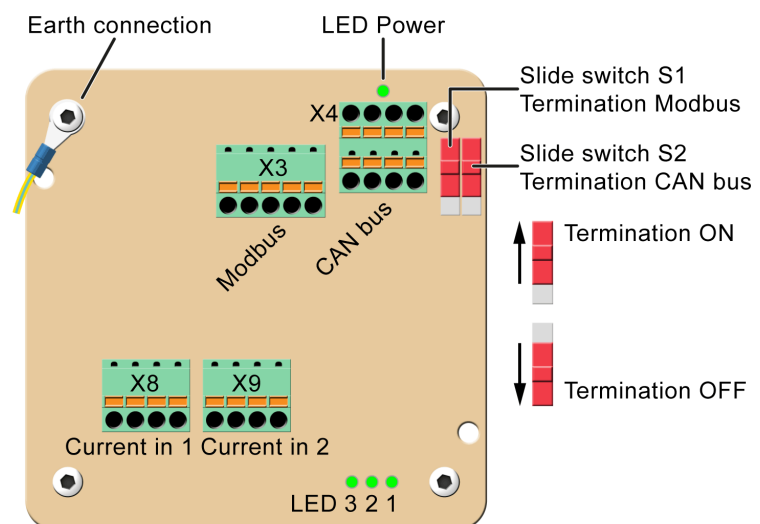 Earth connection
LED Power
Slide switch S1
Termination Modbus
X4
X3
Slide switch S2
Termination CAN bus
Modbus
CAN bus
Termination ON
X8
X9
Termination OFF
Current in 1
Current in 2
LED 3 2 1